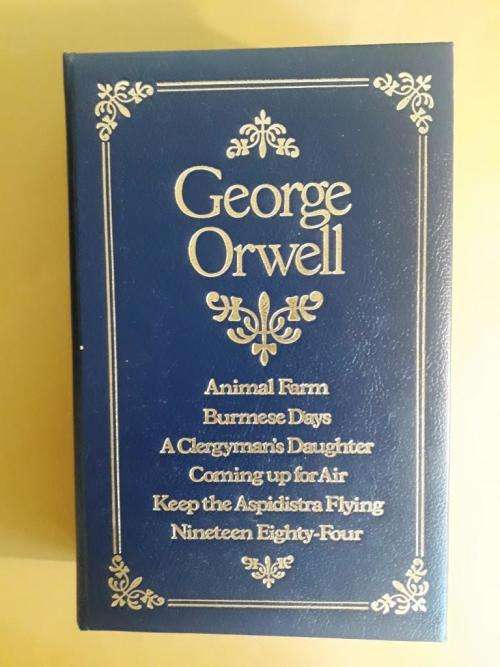 George
Orwell
Animal Farm
Burmese Days
A Clergyman's Daughter
Coming up for Air
Keep the Aspidistra Flying
Nineteen Eighty-Four